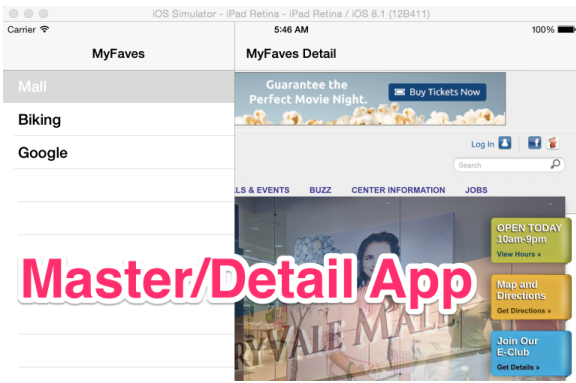 iOS Simulator - iPad Retina - iPad Retina / iOS 8.1 (12B411)
Carrier 5:46 AM 100%
MyFaves
MyFaves Detail
Mall
Biking
Google
Guarantee the
Perfect Movie Night.
Buy Tickets Now
Log In
Search
LS & EVENTS BUZZ CENTER INFORMATION JOBS
OPEN TODAY
10am-9pm
View Hours »
Map and
Directions
Get Directions »
Join Our
E-Club
Get Details »
RYVALE MALL
Master/Detail App